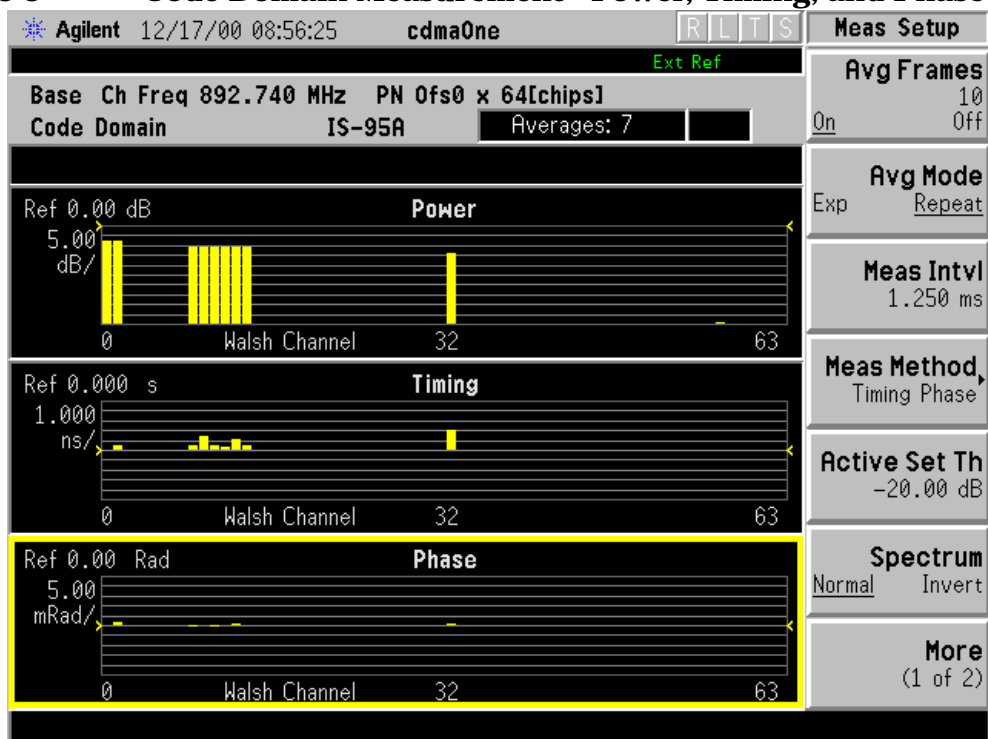 Code Domain Measurement - Power, Timing, and Phase
Agilent 12/17/00 08:56:25 cdmaOne R L T S
Ext Ref
Base Ch Freq 892.740 MHz PN Ofs0 x 64[chips]
Code Domain IS-95A Averages: 7
Ref 0.00 dB Power
5.00
dB/
0 Walsh Channel 32 63
Ref 0.000 s Timing
1.000
ns/
0 Walsh Channel 32 63
Ref 0.00 Rad Phase
5.00
mRad/
0 Walsh Channel 32 63
Meas Setup
Avg Frames
10
On Off
Avg Mode
Exp Repeat
Meas Intvl
1.250 ms
Meas Method
Timing Phase
Active Set Th
-20.00 dB
Spectrum
Normal Invert
More
(1 of 2)